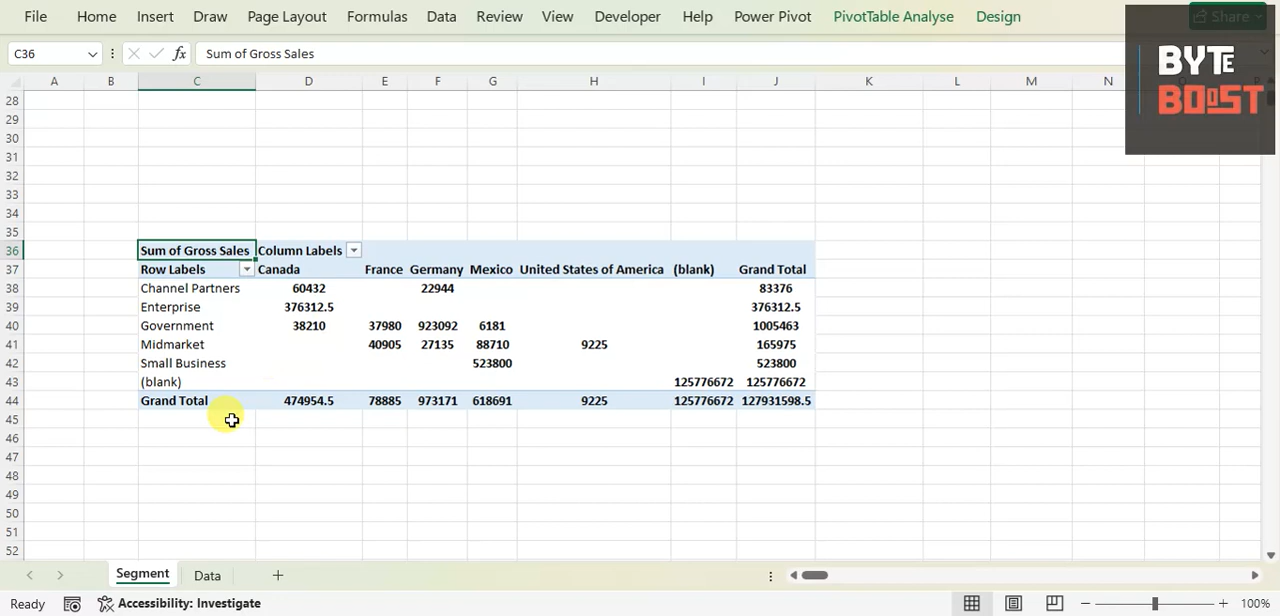 File Home Insert Draw Page Layout Formulas Data Review View Developer Help Power Pivot PivotTable Analyse Design Share
BYTE
BOOST
C36 fx Sum of Gross Sales
A B C D E F G H I J K L M N
28
29
30
31
32
33
34
35
36 Sum of Gross Sales Column Labels
37 Row Labels Canada France Germany Mexico United States of America (blank) Grand Total
38 Channel Partners 60432 22944 83376
39 Enterprise 376312.5 376312.5
40 Government 38210 37980 923092 6181 1005463
41 Midmarket 40905 27135 88710 9225 165975
42 Small Business 523800 523800
43 (blank) 125776672 125776672
44 Grand Total 474954.5 78885 973171 618691 9225 125776672 127931598.5
45
46
47
48
49
50
51
52
Segment Data
Ready Accessibility: Investigate 100%